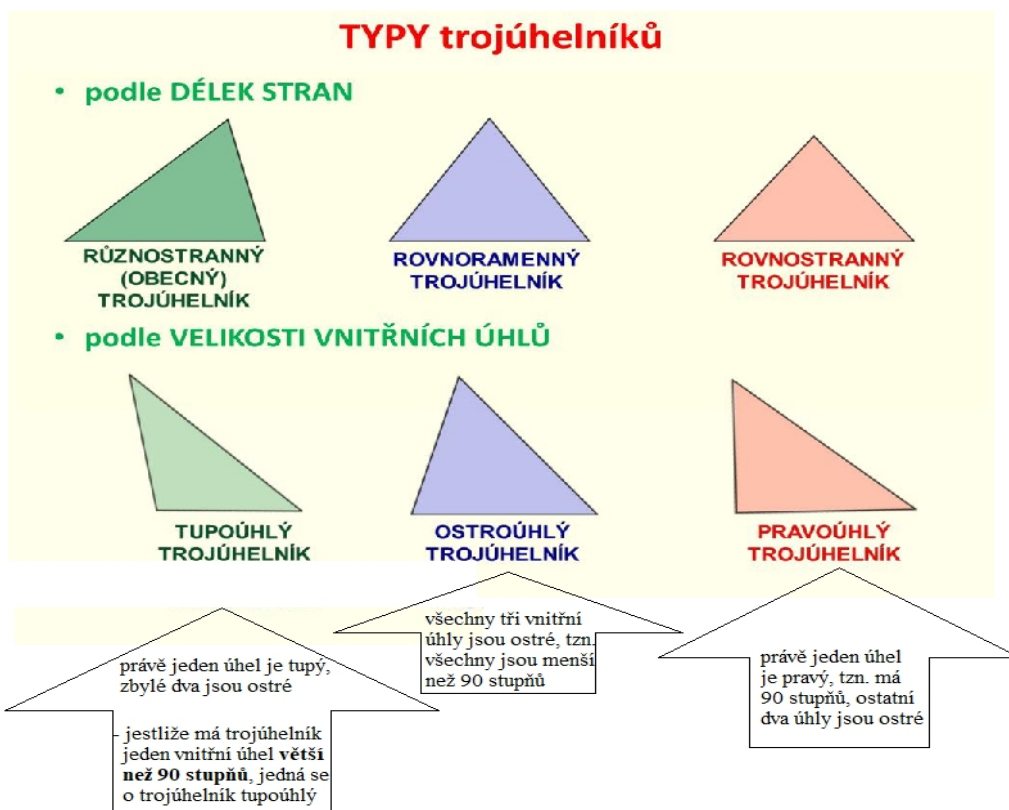 TYPY trojúhelníků
• podle DÉLEK STRAN
RŮZNOSTRANNÝ
(OBECNÝ)
TROJÚHELNÍK
ROVNORAMENNÝ
TROJÚHELNÍK
ROVNOSTRANNÝ
TROJÚHELNÍK
• podle VELIKOSTI VNITŘNÍCH ÚHLŮ
TUPOÚHLÝ
TROJÚHELNÍK
OSTROÚHLÝ
TROJÚHELNÍK
PRAVOÚHLÝ
TROJÚHELNÍK
právě jeden úhel je tupý,
zbylé dva jsou ostré
- jestliže má trojúhelník
jeden vnitřní úhel větší
než 90 stupňů, jedná se
o trojúhelník tupoúhlý
všechny tři vnitřní
úhly jsou ostré, tzn.
všechny jsou menší
než 90 stupňů
právě jeden úhel
je pravý, tzn. má
90 stupňů, ostatní
dva úhly jsou ostré